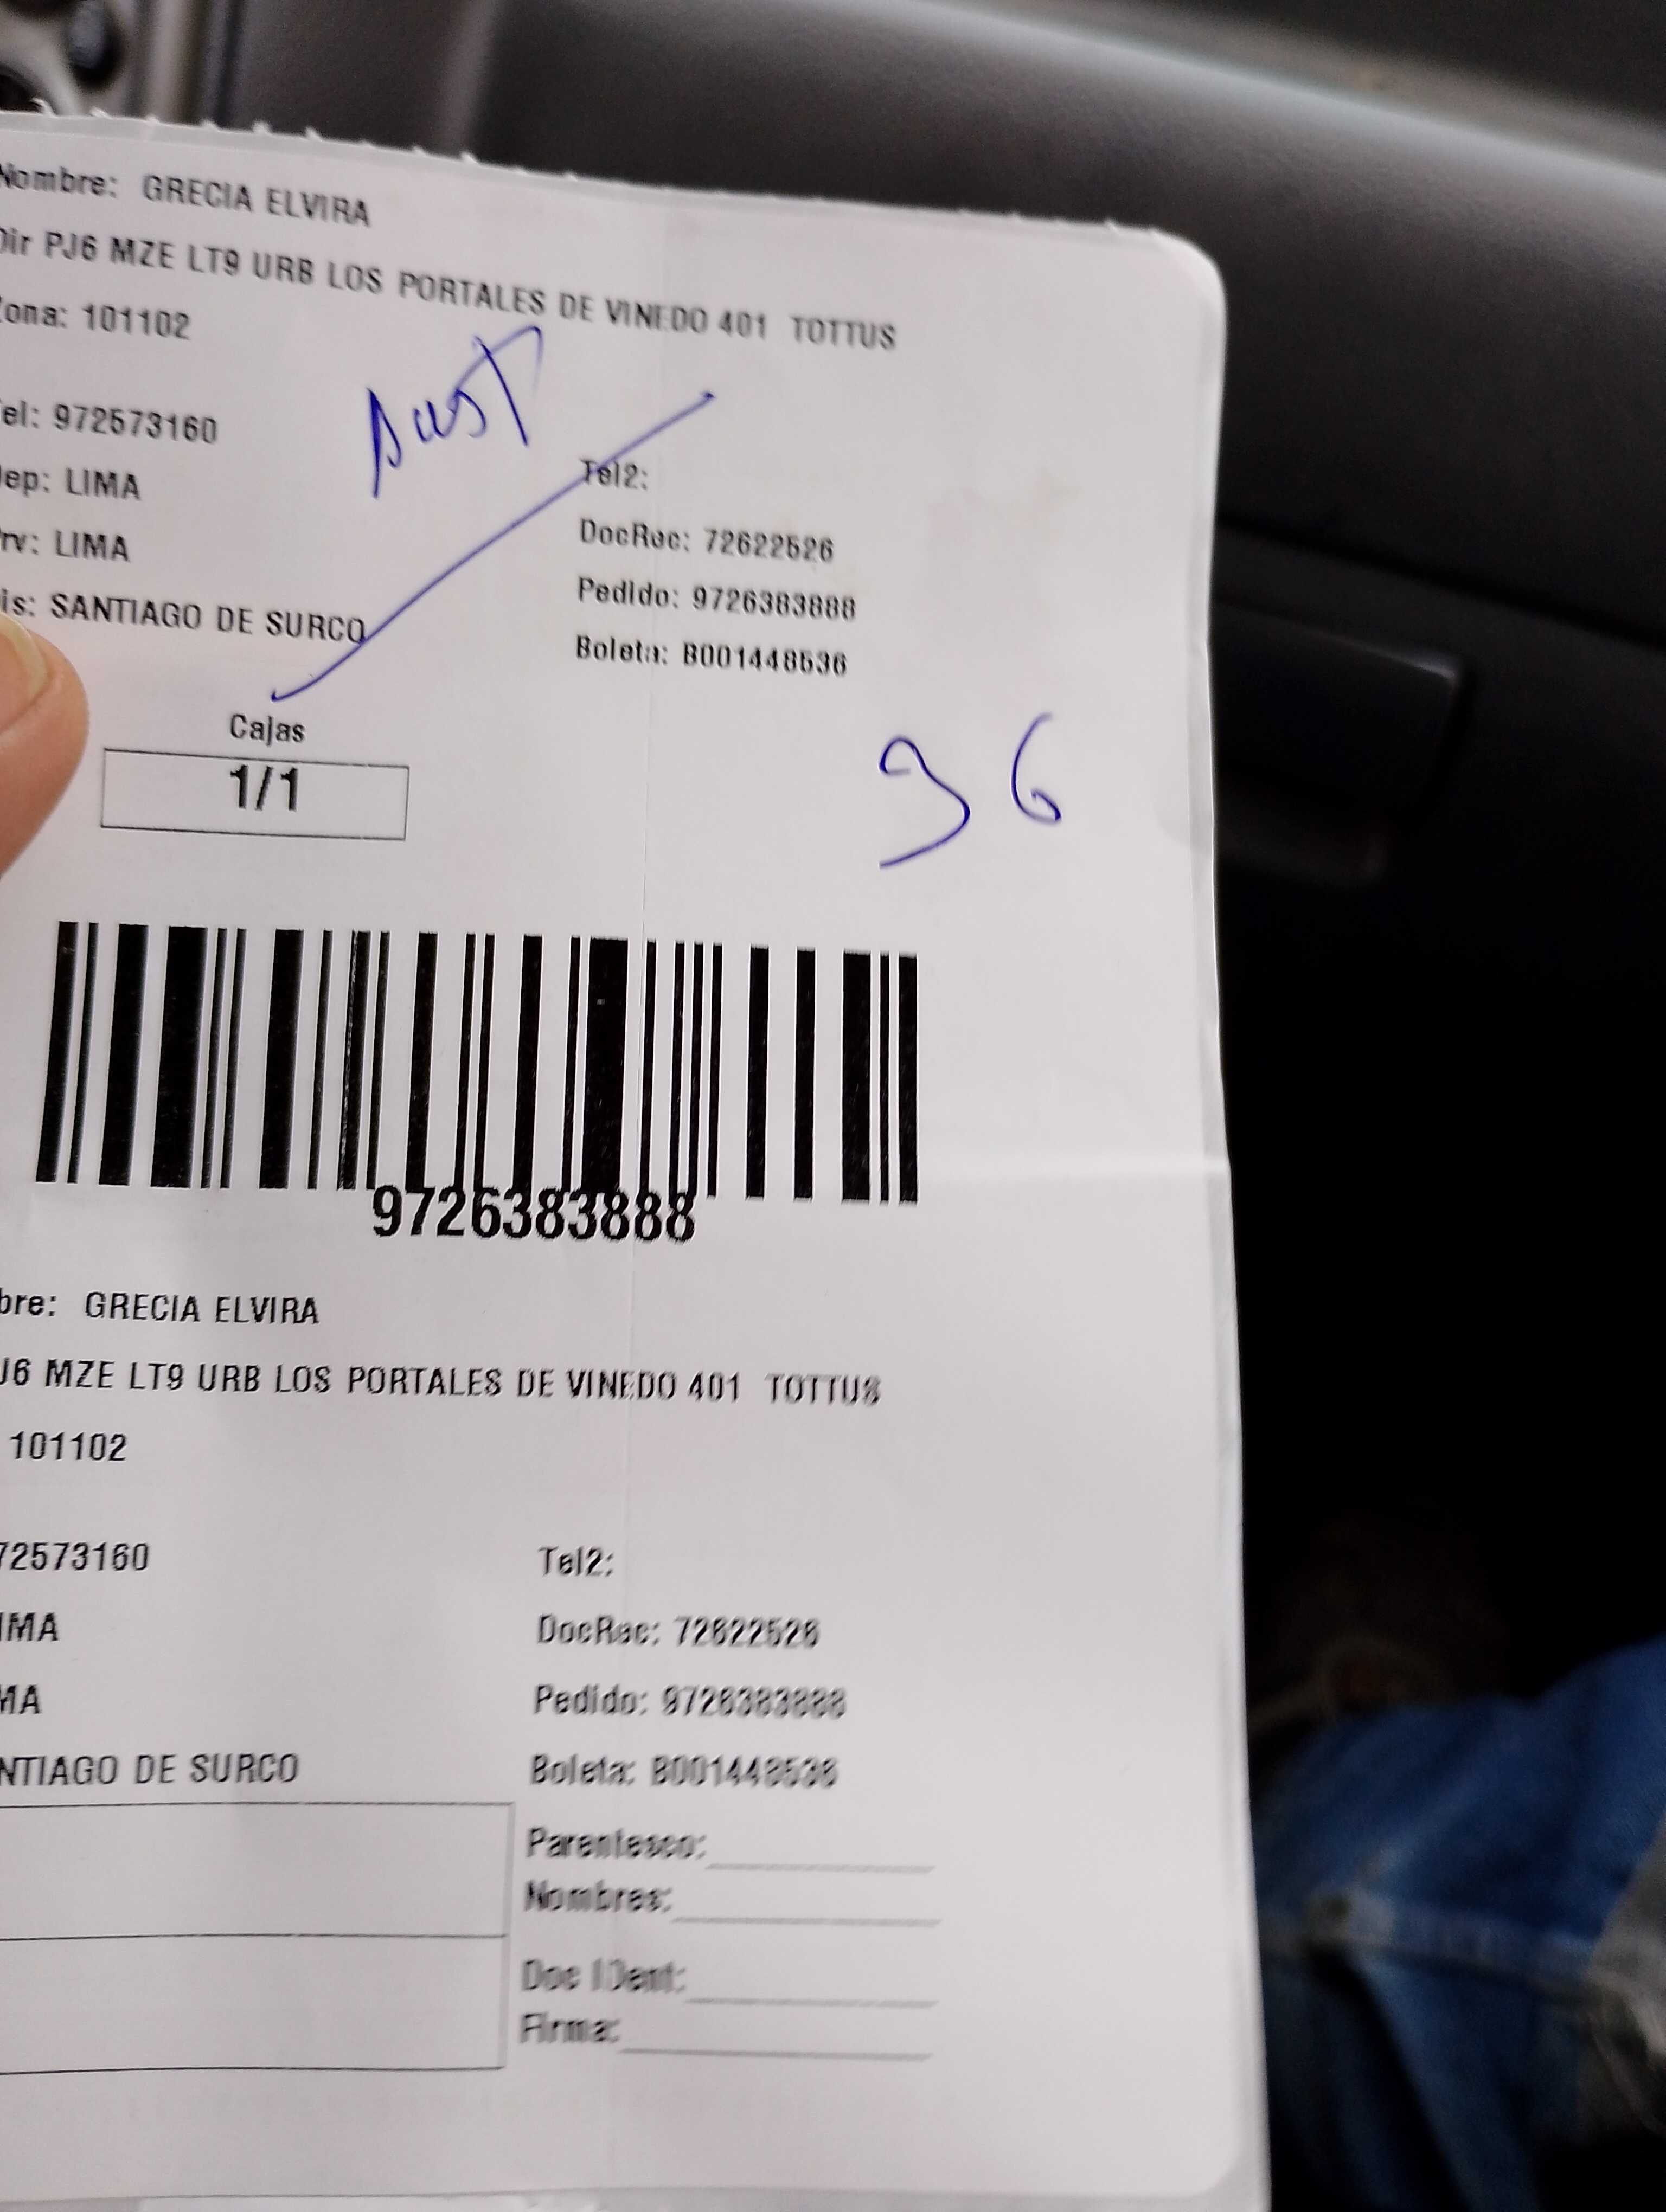 Nombre: GRECIA ELVIRA
Dir PJ6 MZE LT9 URB LOS PORTALES DE VINEDO 401 TOTTUS
Zona: 101102
Tel: 972573160
Tel2:
Dep: LIMA
DocRec: 72622526
Prv: LIMA
Pedido: 9726383888
is: SANTIAGO DE SURCO
Boleta: B001448536
Cajas
1/1
96
9726383888
bre: GRECIA ELVIRA
J6 MZE LT9 URB LOS PORTALES DE VINEDO 401 TOTTUS
101102
72573160
Tel2:
IMA
DocRec: 72622526
MA
Pedido: 9726383888
NTIAGO DE SURCO
Boleta: B001448536
Parentesco:
Nombres:
Doc IDent:
Firma: